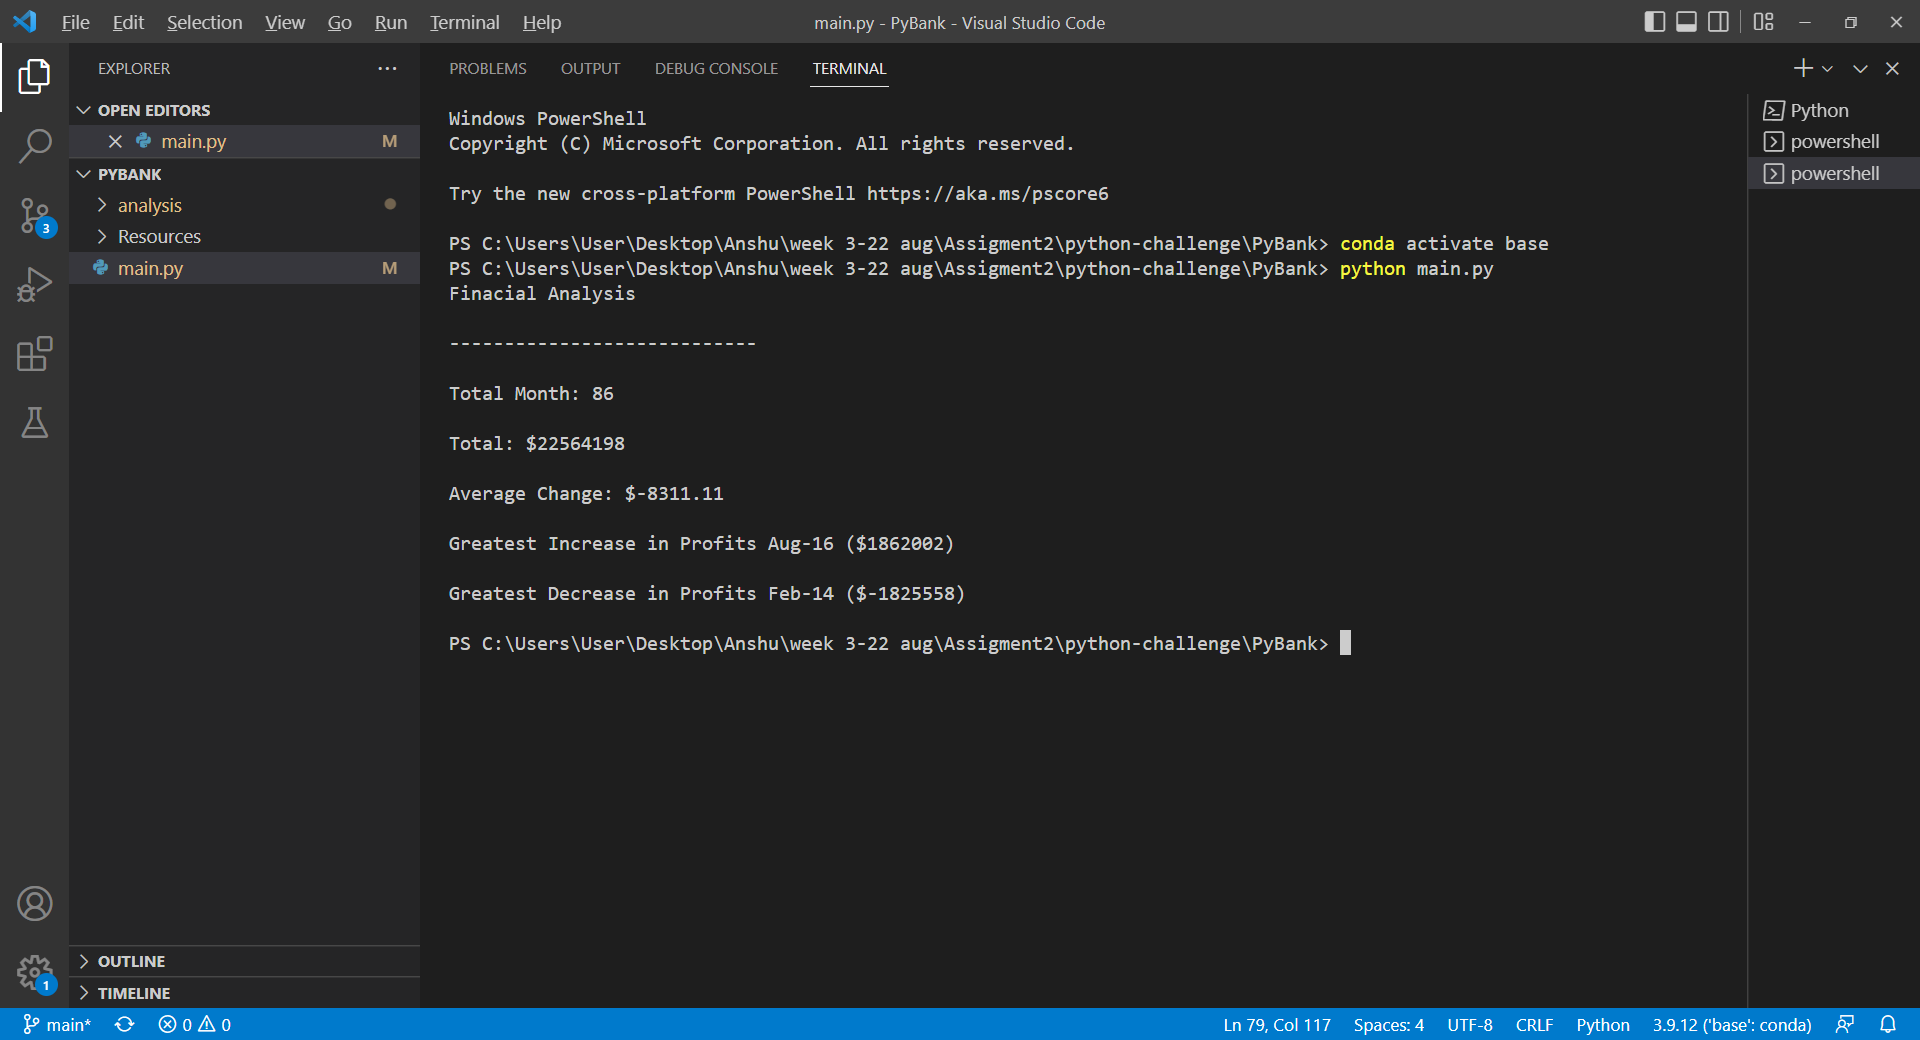 File Edit Selection View Go Run Terminal Help
main.py - PyBank - Visual Studio Code
EXPLORER
OPEN EDITORS
main.py M
PYBANK
analysis
Resources
main.py M
OUTLINE
TIMELINE
3
1
PROBLEMS OUTPUT DEBUG CONSOLE TERMINAL
Windows PowerShell
Copyright (C) Microsoft Corporation. All rights reserved.
Try the new cross-platform PowerShell https://aka.ms/pscore6
PS C:\Users\User\Desktop\Anshu\week 3-22 aug\Assigment2\python-challenge\PyBank> conda activate base
PS C:\Users\User\Desktop\Anshu\week 3-22 aug\Assigment2\python-challenge\PyBank> python main.py
Finacial Analysis
----------------------------
Total Month: 86
Total: $22564198
Average Change: $-8311.11
Greatest Increase in Profits Aug-16 ($1862002)
Greatest Decrease in Profits Feb-14 ($-1825558)
PS C:\Users\User\Desktop\Anshu\week 3-22 aug\Assigment2\python-challenge\PyBank>
Python
powershell
powershell
main* 0 0
Ln 79, Col 117 Spaces: 4 UTF-8 CRLF Python 3.9.12 ('base': conda)